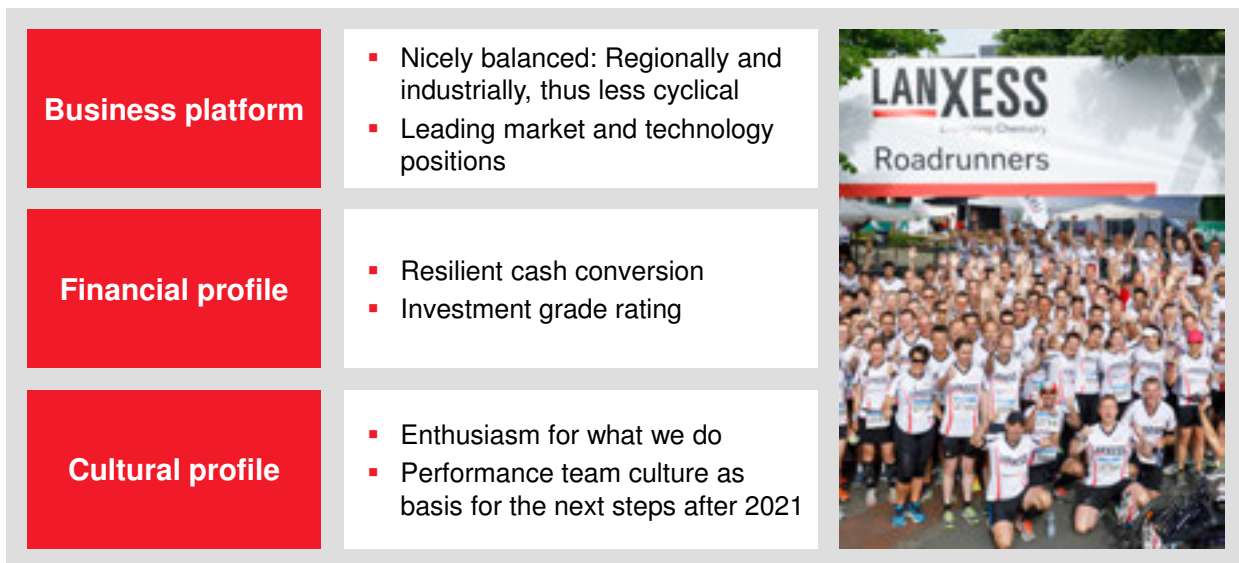 Business platform
▪ Nicely balanced: Regionally and
industrially, thus less cyclical
▪ Leading market and technology
positions
Financial profile
▪ Resilient cash conversion
▪ Investment grade rating
Cultural profile
▪ Enthusiasm for what we do
▪ Performance team culture as
basis for the next steps after 2021
LANXESS
Chemistry
Roadrunners